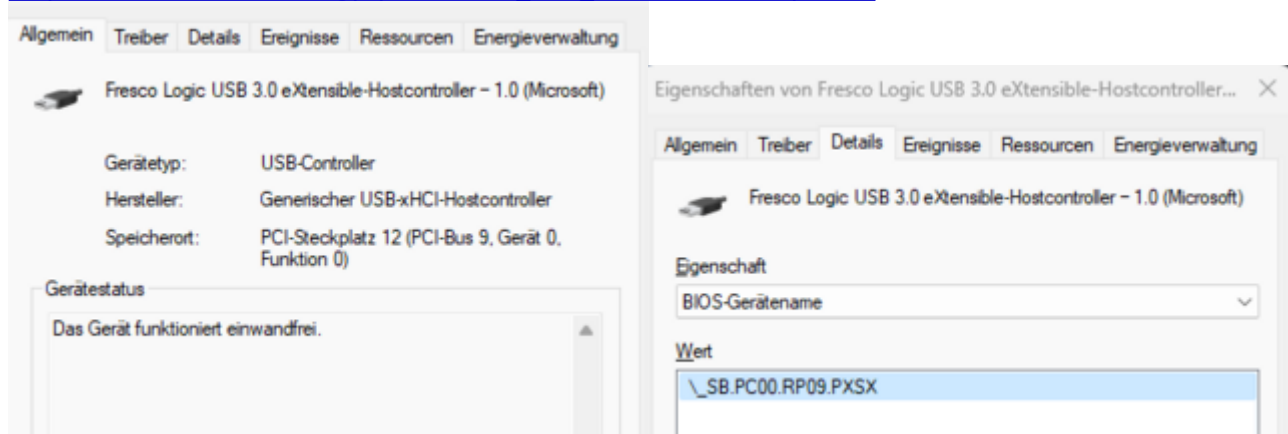 Allgemein Treiber Details Ereignisse Ressourcen Energieverwaltung
Fresco Logic USB 3.0 eXtensible-Hostcontroller – 1.0 (Microsoft)
Gerätetyp: USB-Controller
Hersteller: Generischer USB-xHCI-Hostcontroller
Speicherort: PCI-Steckplatz 12 (PCI-Bus 9, Gerät 0,
Funktion 0)
Gerätestatus
Das Gerät funktioniert einwandfrei.
Eigenschaften von Fresco Logic USB 3.0 eXtensible-Hostcontroller...
Allgemein Treiber Details Ereignisse Ressourcen Energieverwaltung
Fresco Logic USB 3.0 eXtensible-Hostcontroller – 1.0 (Microsoft)
Eigenschaft
BIOS-Gerätename
Wert
\_SB.PC00.RP09.PXSX